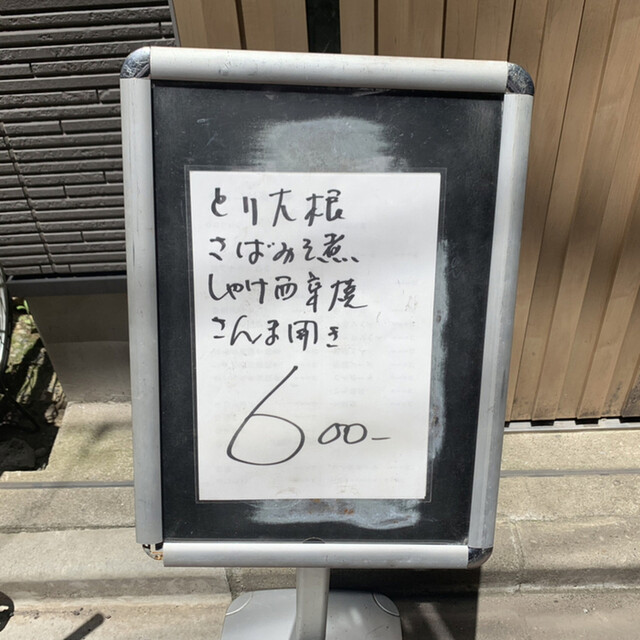 とり大根
さばみそ煮
しゃけ西京焼
さんま開き
600-